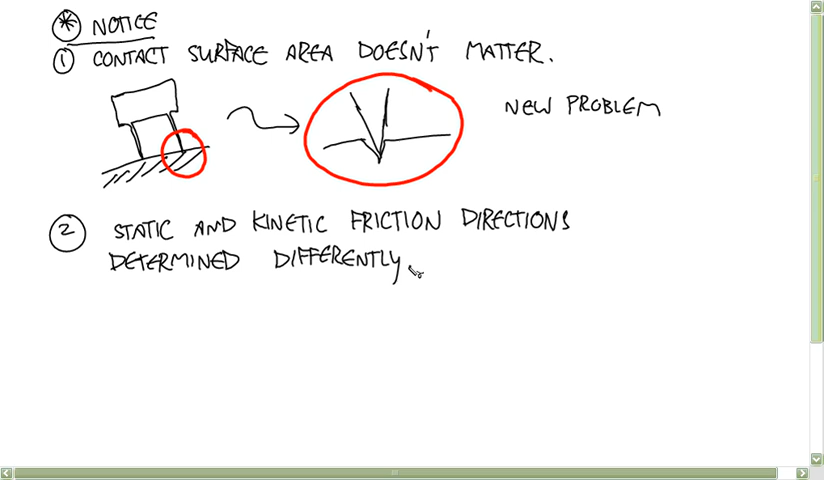 * NOTICE
1 CONTACT SURFACE AREA DOESN'T MATTER.
NEW PROBLEM
2 STATIC AND KINETIC FRICTION DIRECTIONS
DETERMINED DIFFERENTLY